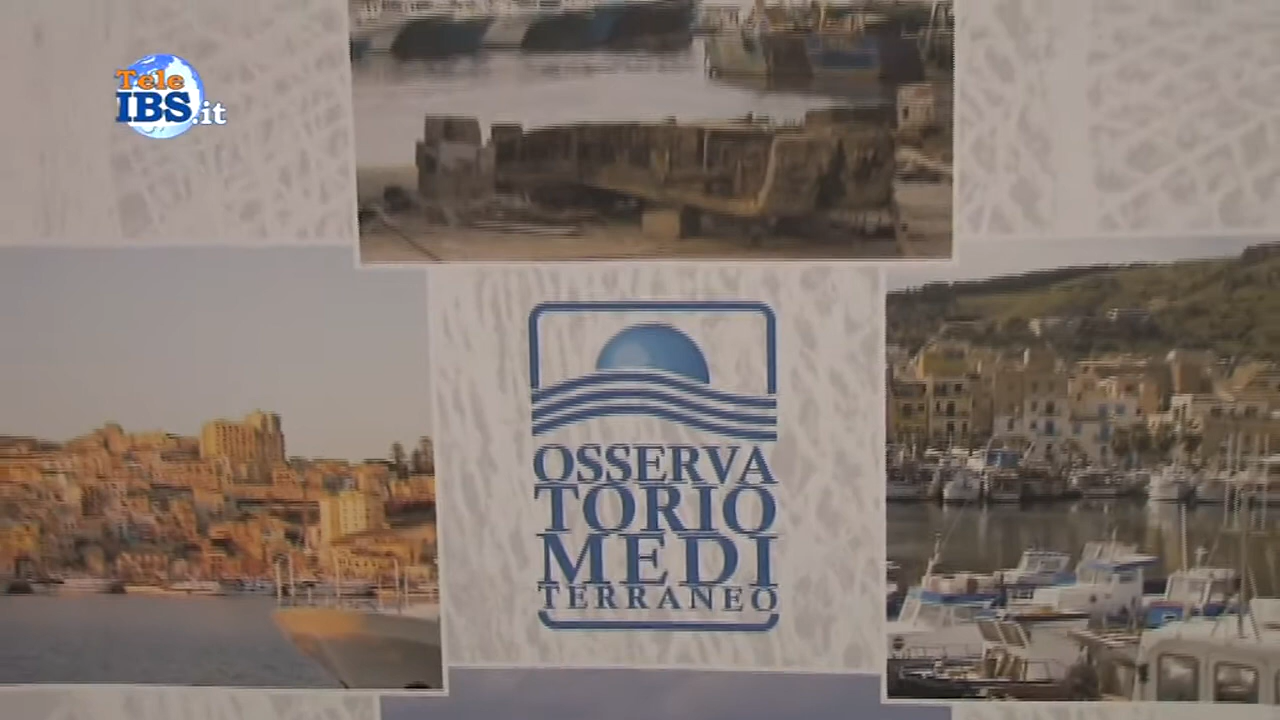 Tele
IBS.it
OSSERVA
TORIO
MEDI
TERRANEO